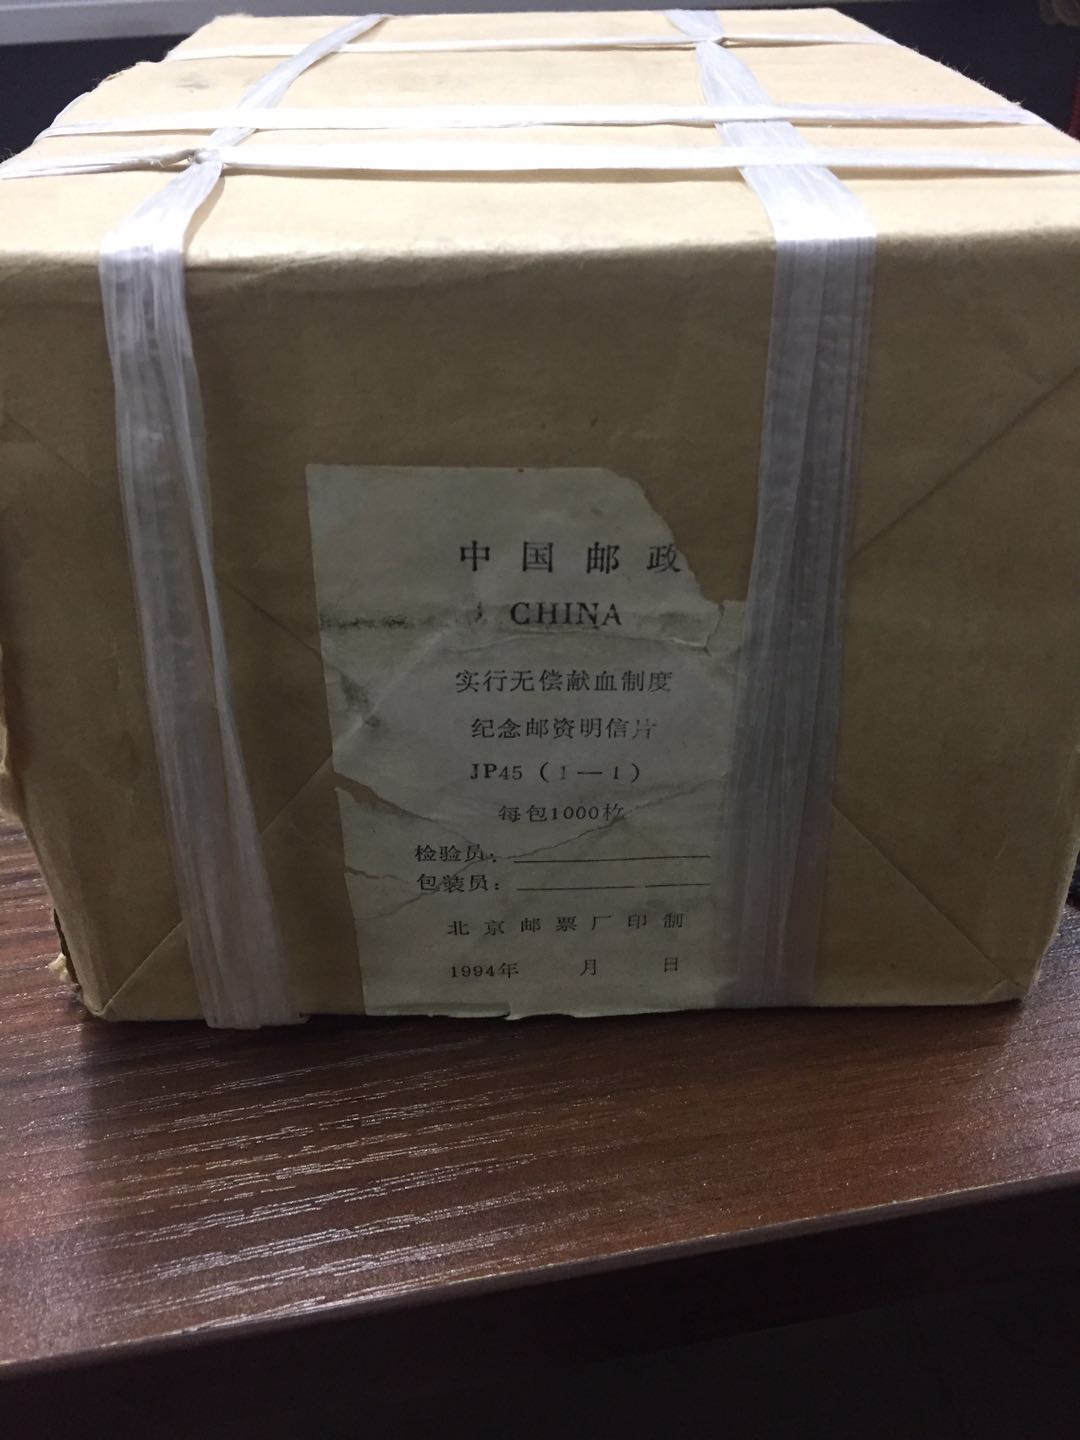 中国邮政
CHINA
实行无偿献血制度
纪念邮资明信片
JP45（1—1）
每包1000枚
检验员：
包装员：
北京邮票厂印制
1994年 月 日